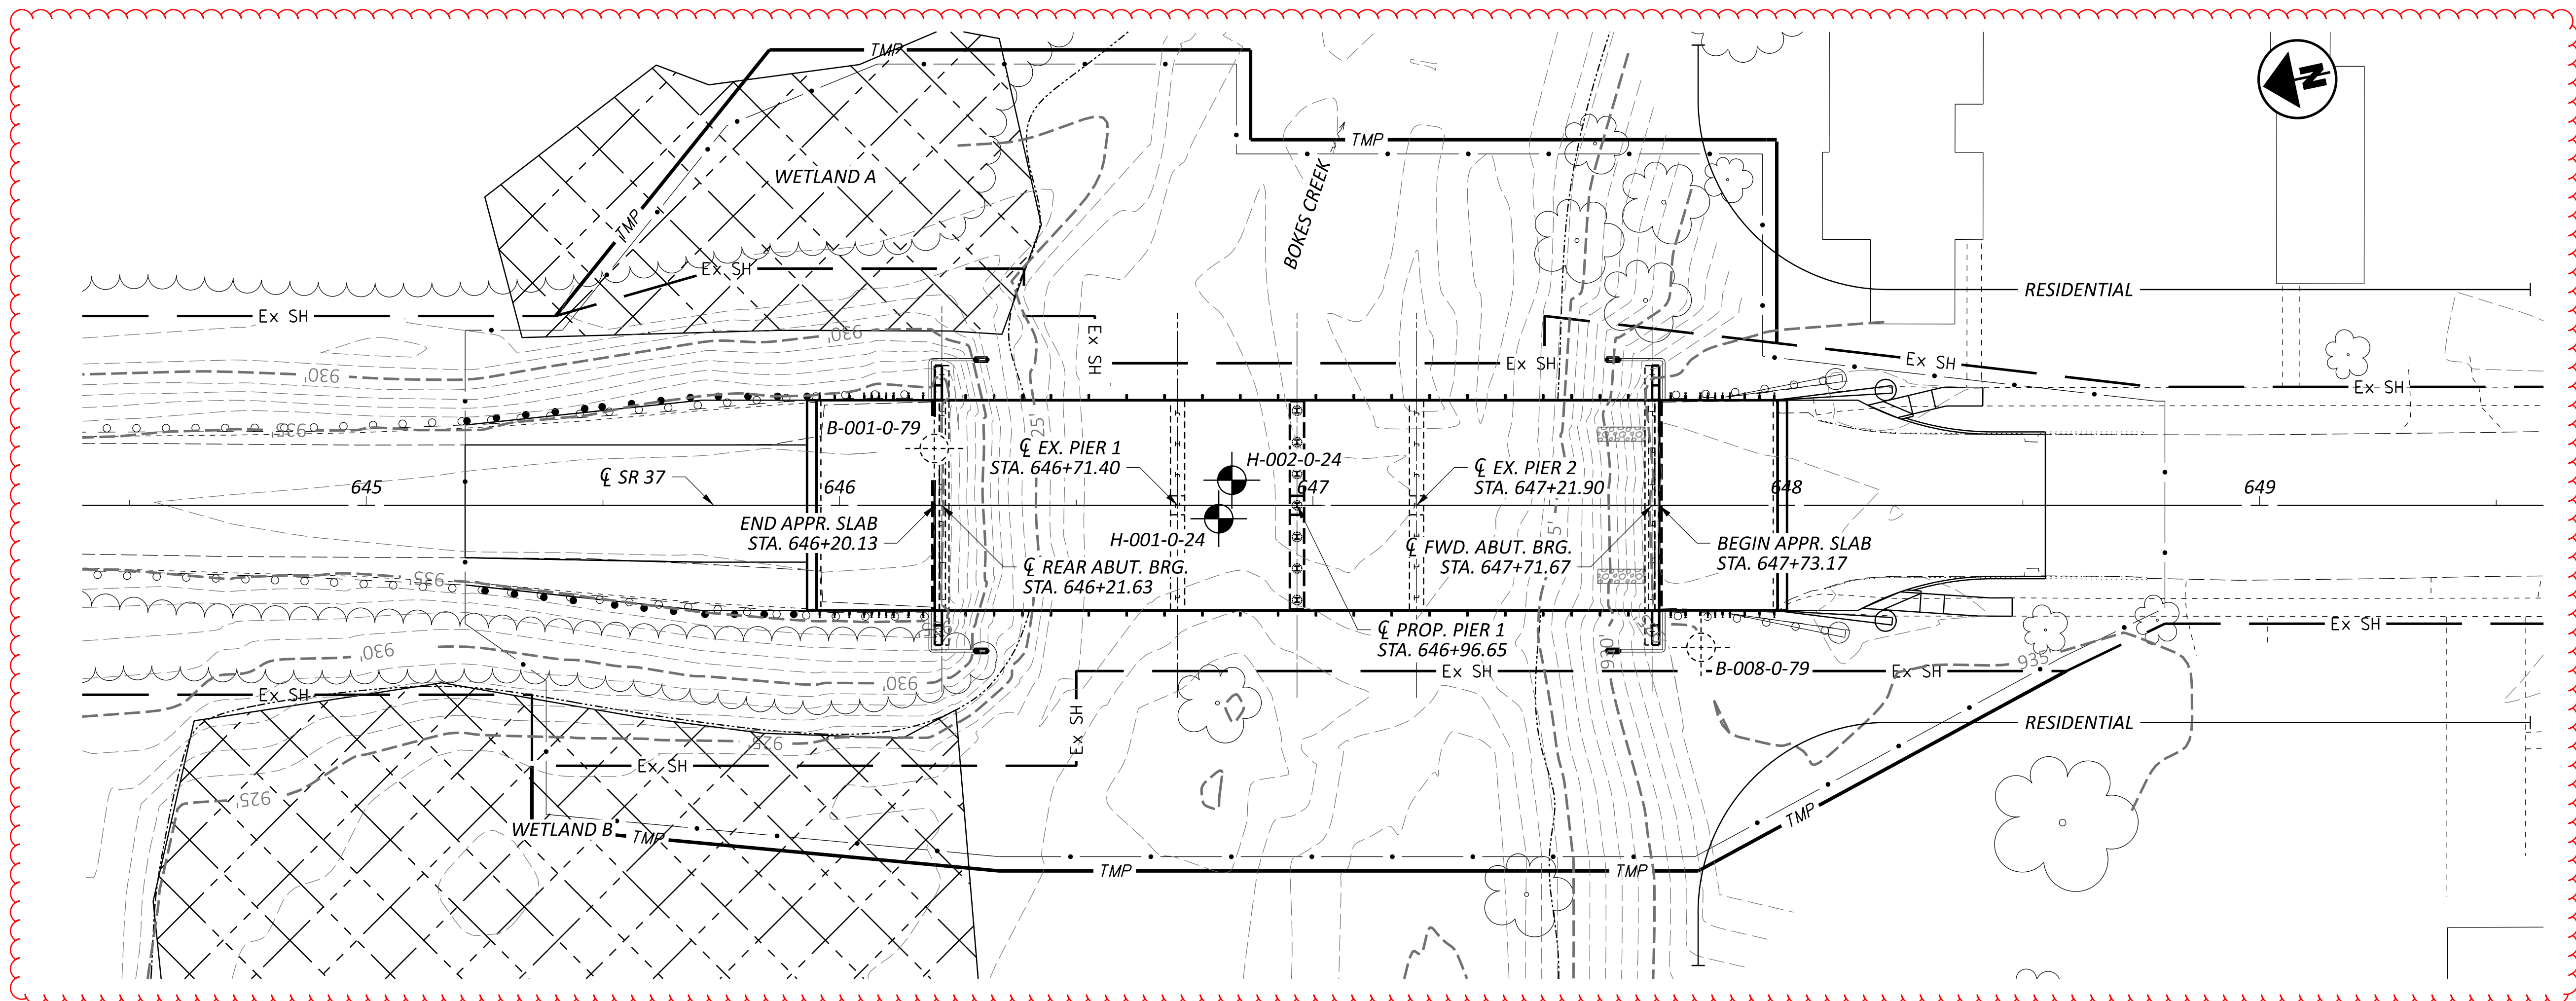 TMP
N
TMP
BOKES CREEK
WETLAND A
TMP
Ex SH
RESIDENTIAL
Ex SH
Ex SH
930'
Ex SH
Ex SH
930'
Ex SH
B-001-0-79
935'
25'
℄ EX. PIER 1
STA. 646+71.40
H-002-0-24
℄ EX. PIER 2
STA. 647+21.90
℄ SR 37
645
646
647
648
649
END APPR. SLAB
STA. 646+20.13
H-001-0-24
5'
℄ FWD. ABUT. BRG.
STA. 647+71.67
BEGIN APPR. SLAB
STA. 647+73.17
℄ REAR ABUT. BRG.
STA. 646+21.63
935'
℄ PROP. PIER 1
STA. 646+96.65
Ex SH
930'
930'
935
Ex SH
B-008-0-79
Ex SH
930'
Ex SH
Ex SH
RESIDENTIAL
925'
Ex SH
925'
WETLAND B
TMP
TMP
TMP
TMP